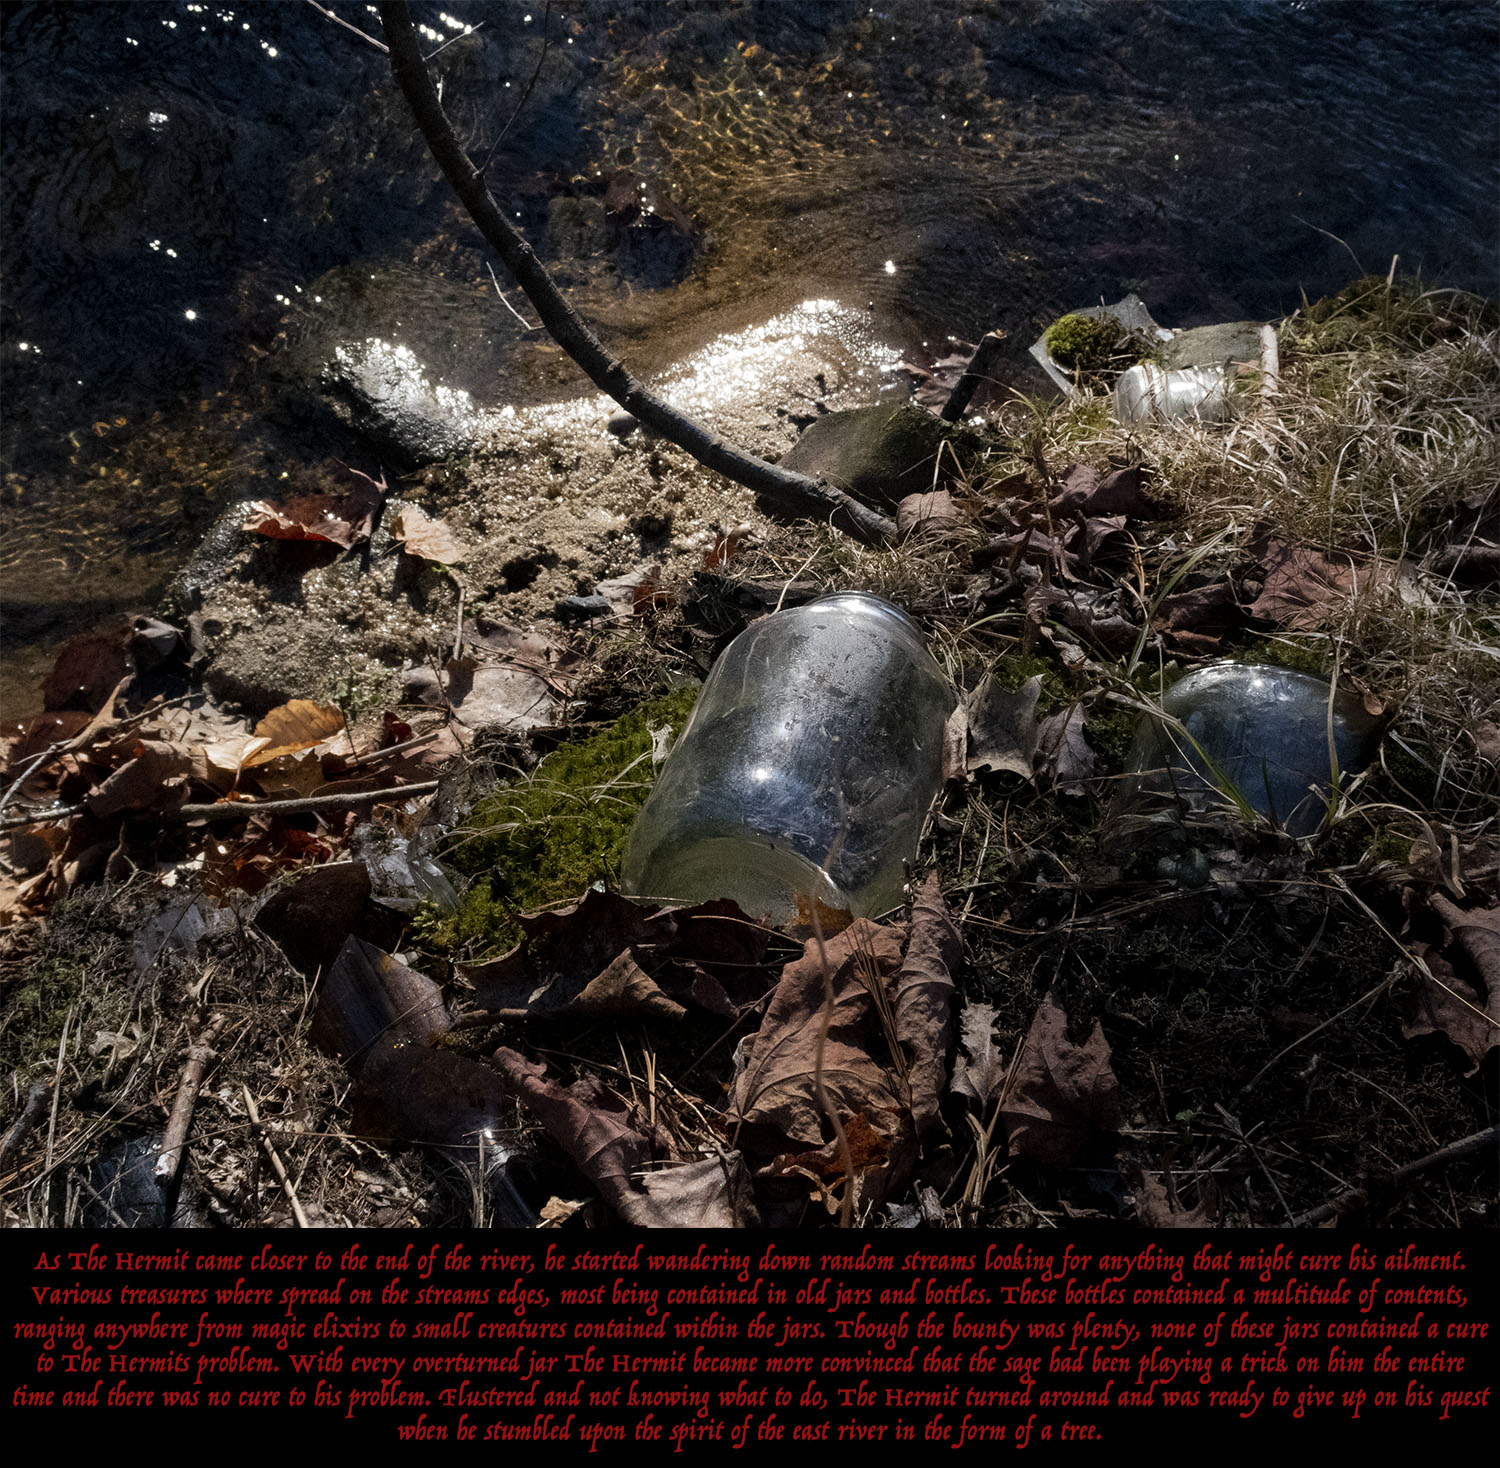 As The Hermit came closer to the end of the river, he started wandering down random streams looking for anything that might cure his ailment.
Various treasures where spread on the streams edges, most being contained in old jars and bottles. These bottles contained a multitude of contents,
ranging anywhere from magic elixirs to small creatures contained within the jars. Though the bounty was plenty, none of these jars contained a cure
to The Hermits problem. With every overturned jar The Hermit became more convinced that the sage had been playing a trick on him the entire
time and there was no cure to his problem. Flustered and not knowing what to do, The Hermit turned around and was ready to give up on his quest
when he stumbled upon the spirit of the east river in the form of a tree.